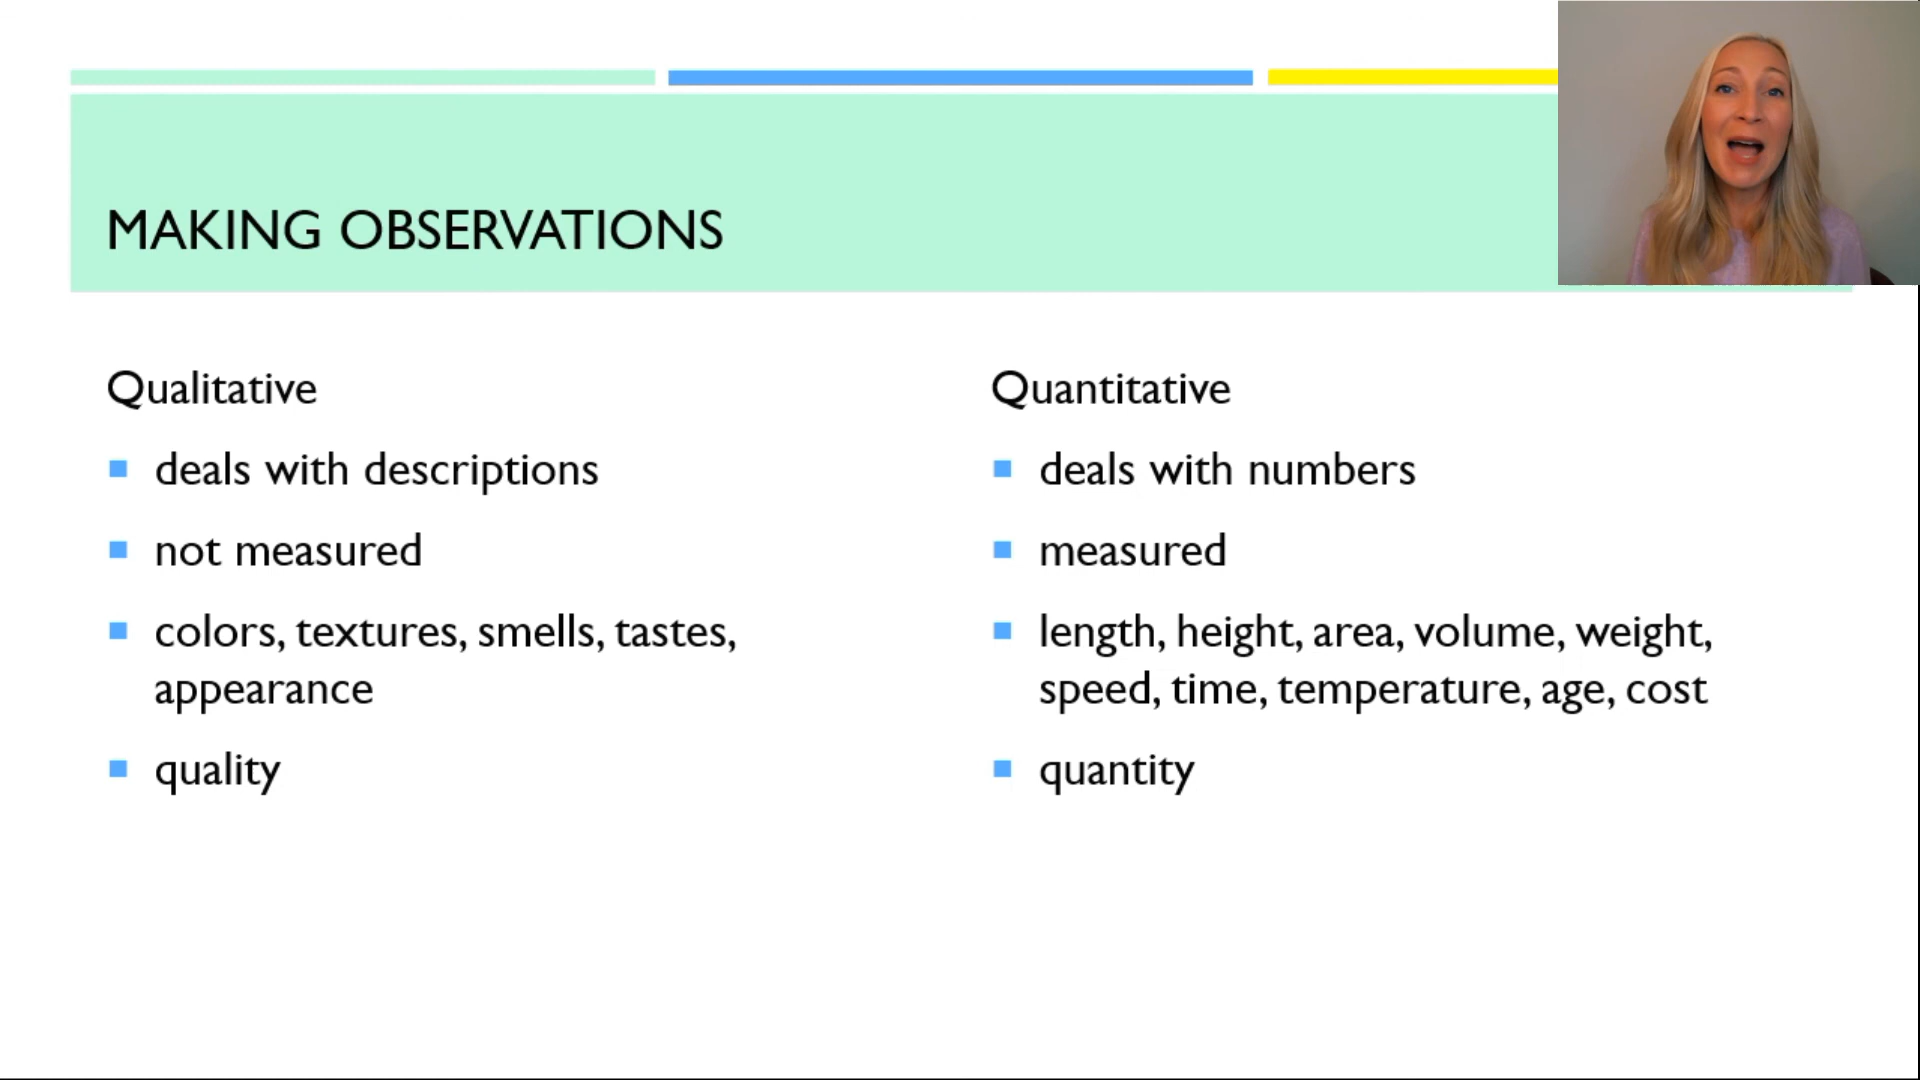 MAKING OBSERVATIONS
Qualitative
deals with descriptions
not measured
colors, textures, smells, tastes,
appearance
quality
Quantitative
deals with numbers
measured
length, height, area, volume, weight,
speed, time, temperature, age, cost
quantity